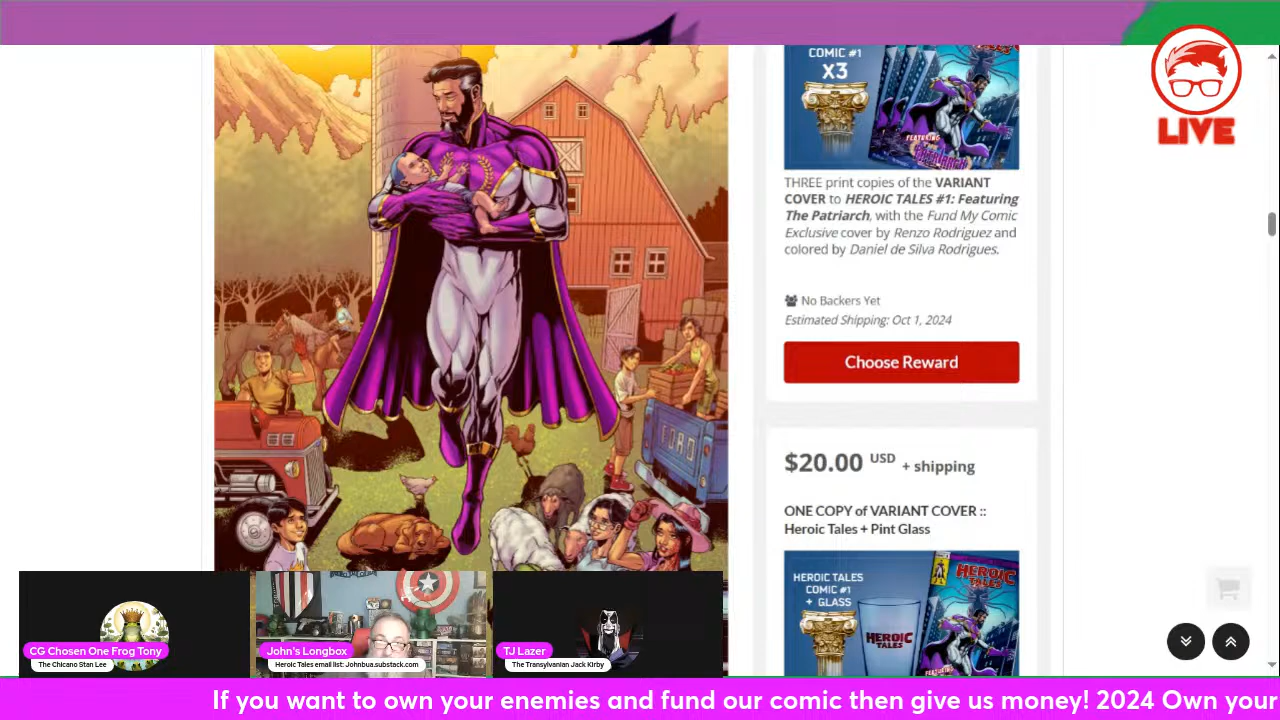 LIVE
COMIC #1
X3
FEATURING
THREE print copies of the VARIANT
COVER to HEROIC TALES #1: Featuring
The Patriarch, with the Fund My Comic
Exclusive cover by Renzo Rodriguez and
colored by Daniel de Silva Rodrigues.
No Backers Yet
Estimated Shipping: Oct 1, 2024
Choose Reward
FORD
$20.00 USD + shipping
ONE COPY of VARIANT COVER ::
Heroic Tales + Pint Glass
HEROIC TALES
COMIC #1
+ GLASS
HEROIC
TALES
HEROIC
TALES
CG Chosen One Frog Tony
The Chicano Stan Lee
John's Longbox
Heroic Tales email list: Johnbua.substack.com
TJ Lazer
The Transylvanian Jack Kirby
If you want to own your enemies and fund our comic then give us money! 2024 Own your